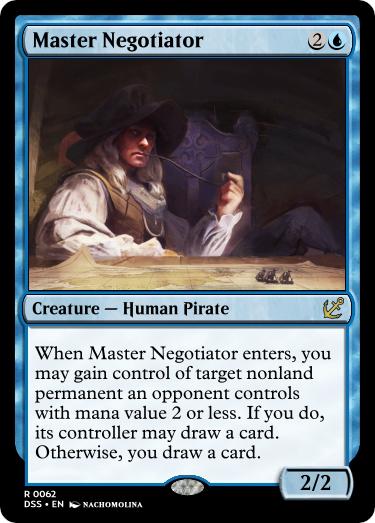 Master Negotiator 2
Creature — Human Pirate
When Master Negotiator enters, you
may gain control of target nonland
permanent an opponent controls
with mana value 2 or less. If you do,
its controller may draw a card.
Otherwise, you draw a card.
2/2
R 0062
DSS • EN NACHOMOLINA